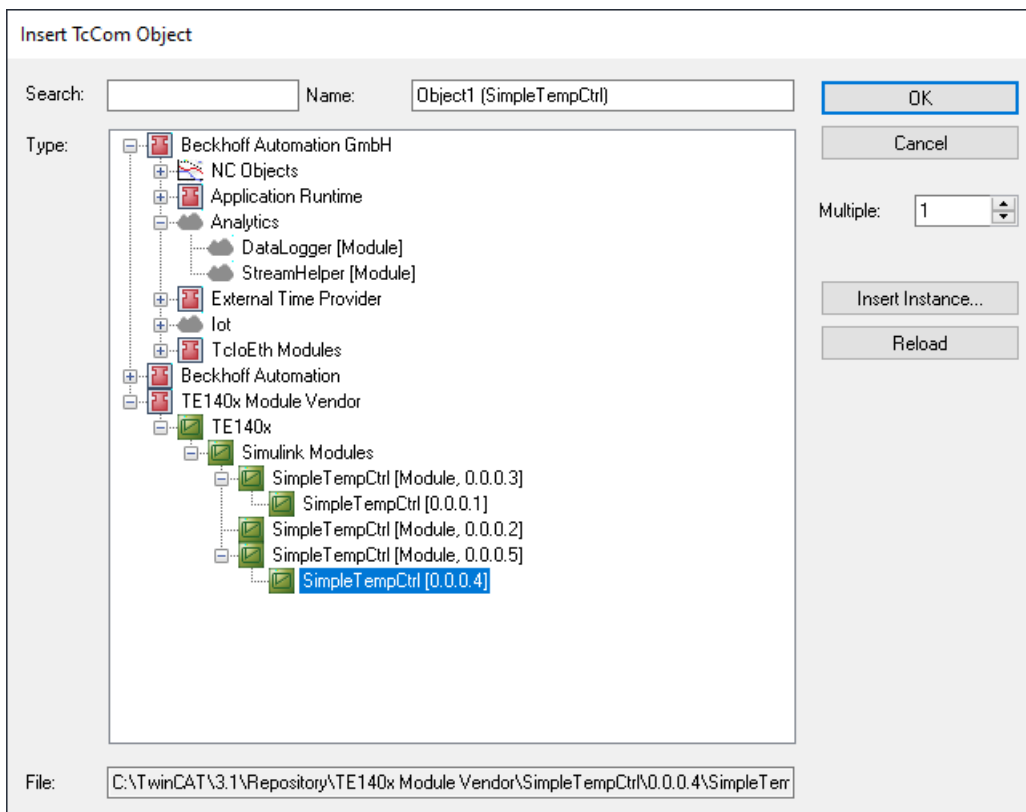 Insert TcCom Object
Search: Name: Object1 (SimpleTempCtrl) OK
Type: Beckhoff Automation GmbH Cancel
NC Objects
Application Runtime Multiple: 1
Analytics
DataLogger [Module]
StreamHelper [Module]
External Time Provider Insert Instance...
Iot
TcIoEth Modules Reload
Beckhoff Automation
TE140x Module Vendor
TE140x
Simulink Modules
SimpleTempCtrl [Module, 0.0.0.3]
SimpleTempCtrl [0.0.0.1]
SimpleTempCtrl [Module, 0.0.0.2]
SimpleTempCtrl [Module, 0.0.0.5]
SimpleTempCtrl [0.0.0.4]
File: C:\TwinCAT\3.1\Repository\TE140x Module Vendor\SimpleTempCtrl\0.0.0.4\SimpleTem